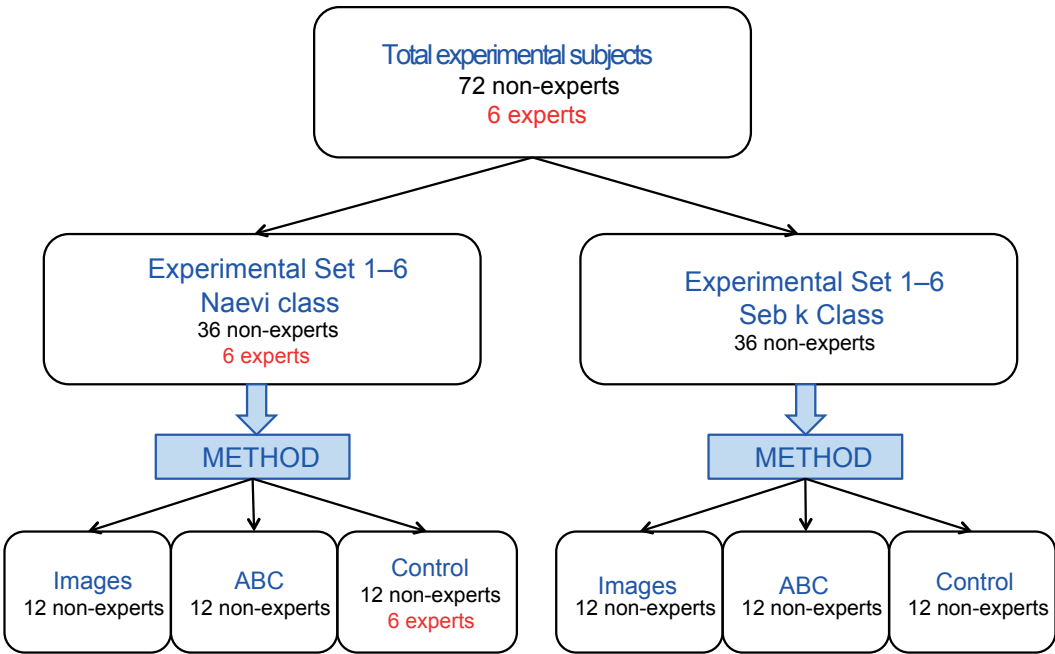 Total experimental subjects
72 non-experts
6 experts
Experimental Set 1–6
Naevi class
36 non-experts
6 experts
Experimental Set 1–6
Seb k Class
36 non-experts
METHOD
METHOD
Images
12 non-experts
ABC
12 non-experts
Control
12 non-experts
6 experts
Images
12 non-experts
ABC
12 non-experts
Control
12 non-experts